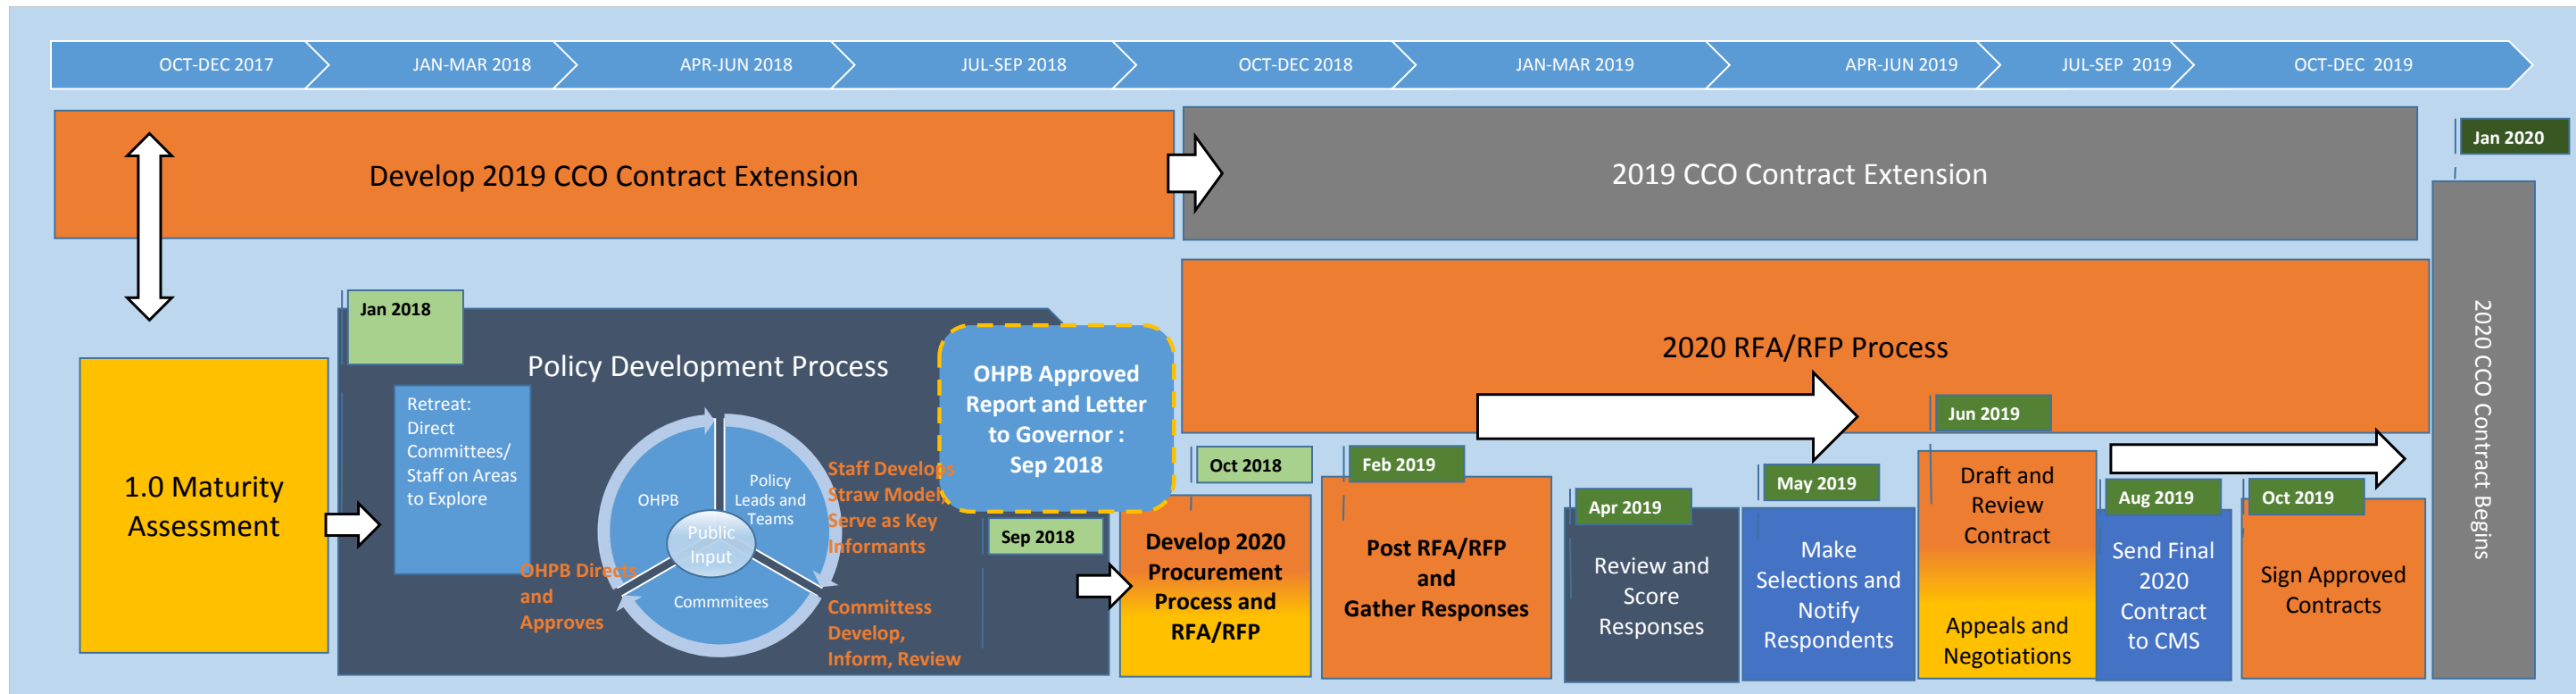 OCT-DEC 2017
JAN-MAR 2018
APR-JUN 2018
JUL-SEP 2018
OCT-DEC 2018
JAN-MAR 2019
APR-JUN 2019
JUL-SEP 2019
OCT-DEC 2019
Develop 2019 CCO Contract Extension
2019 CCO Contract Extension
Jan 2020
2020 CCO Contract Begins
1.0 Maturity
Assessment
Jan 2018
Policy Development Process
Retreat:
Direct
Committees/
Staff on Areas
to Explore
OHPB
Policy
Leads and
Teams
Public
Input
Commmitees
OHPB Directs
and
Approves
Staff Develops
Straw Model,
Serve as Key
Informants
Committess
Develop,
Inform, Review
OHPB Approved
Report and Letter
to Governor :
Sep 2018
Sep 2018
2020 RFA/RFP Process
Oct 2018
Develop 2020
Procurement
Process and
RFA/RFP
Feb 2019
Post RFA/RFP
and
Gather Responses
Apr 2019
Review and
Score
Responses
May 2019
Make
Selections and
Notify
Respondents
Jun 2019
Draft and
Review
Contract
Appeals and
Negotiations
Aug 2019
Send Final
2020
Contract
to CMS
Oct 2019
Sign Approved
Contracts